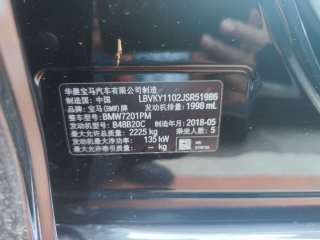 华晨宝马汽车有限公司制造
制造国：中国 LBVKY1102JSR51986
品牌：宝马(BMW)牌 发动机排量：1998 mL
整车型号：BMW7201PM
发动机型号：B48B20C 制造年月：2018-05
最大允许总质量：2225 kg 乘坐人数：5
发动机最大净功率：135 kW
最大允许牵引质量：-- kg